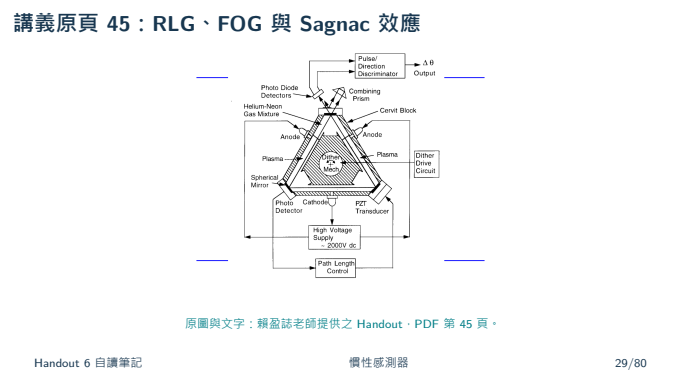 講義原頁 45：RLG、FOG 與 Sagnac 效應
Pulse/
Direction
Discriminator
Δ θ
Output
Photo Diode
Detectors
Combining
Prism
Helium-Neon
Gas Mixture
Cervit Block
Anode
Anode
Plasma
Plasma
Dither
Mech
Dither
Drive
Circuit
Spherical
Mirror
Photo
Detector
Cathode
PZT
Transducer
High Voltage
Supply
~ 2000V dc
Path Length
Control
原圖與文字：賴盈誌老師提供之 Handout，PDF 第 45 頁。
Handout 6 自讀筆記
慣性感測器
29/80